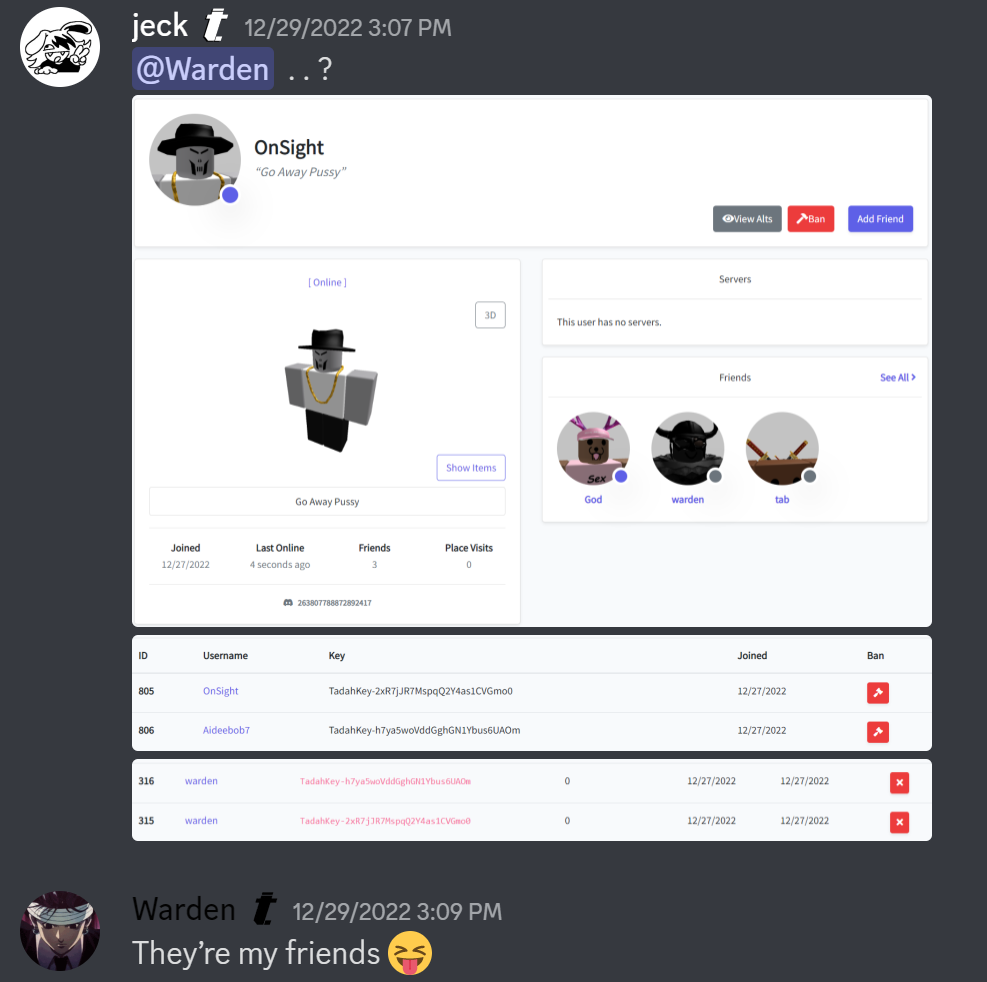 jeck t 12/29/2022 3:07 PM
@Warden . . ?
OnSight
“Go Away Pussy”
View Alts Ban Add Friend
[ Online ]
3D
Show Items
Go Away Pussy
Joined Last Online Friends Place Visits
12/27/2022 4 seconds ago 3 0
263807788872892417
Servers
This user has no servers.
Friends See All >
Sex
God warden tab
ID Username Key Joined Ban
805 OnSight TadahKey-2xR7jJR7MspqQ2Y4as1CVGmo0 12/27/2022
806 Aideebob7 TadahKey-h7ya5woVddGghGN1Ybus6UAOm 12/27/2022
316 warden TadahKey-h7ya5woVddGghGN1Ybus6UAOm 0 12/27/2022 12/27/2022
315 warden TadahKey-2xR7jJR7MspqQ2Y4as1CVGmo0 0 12/27/2022 12/27/2022
Warden t 12/29/2022 3:09 PM
They’re my friends 😝